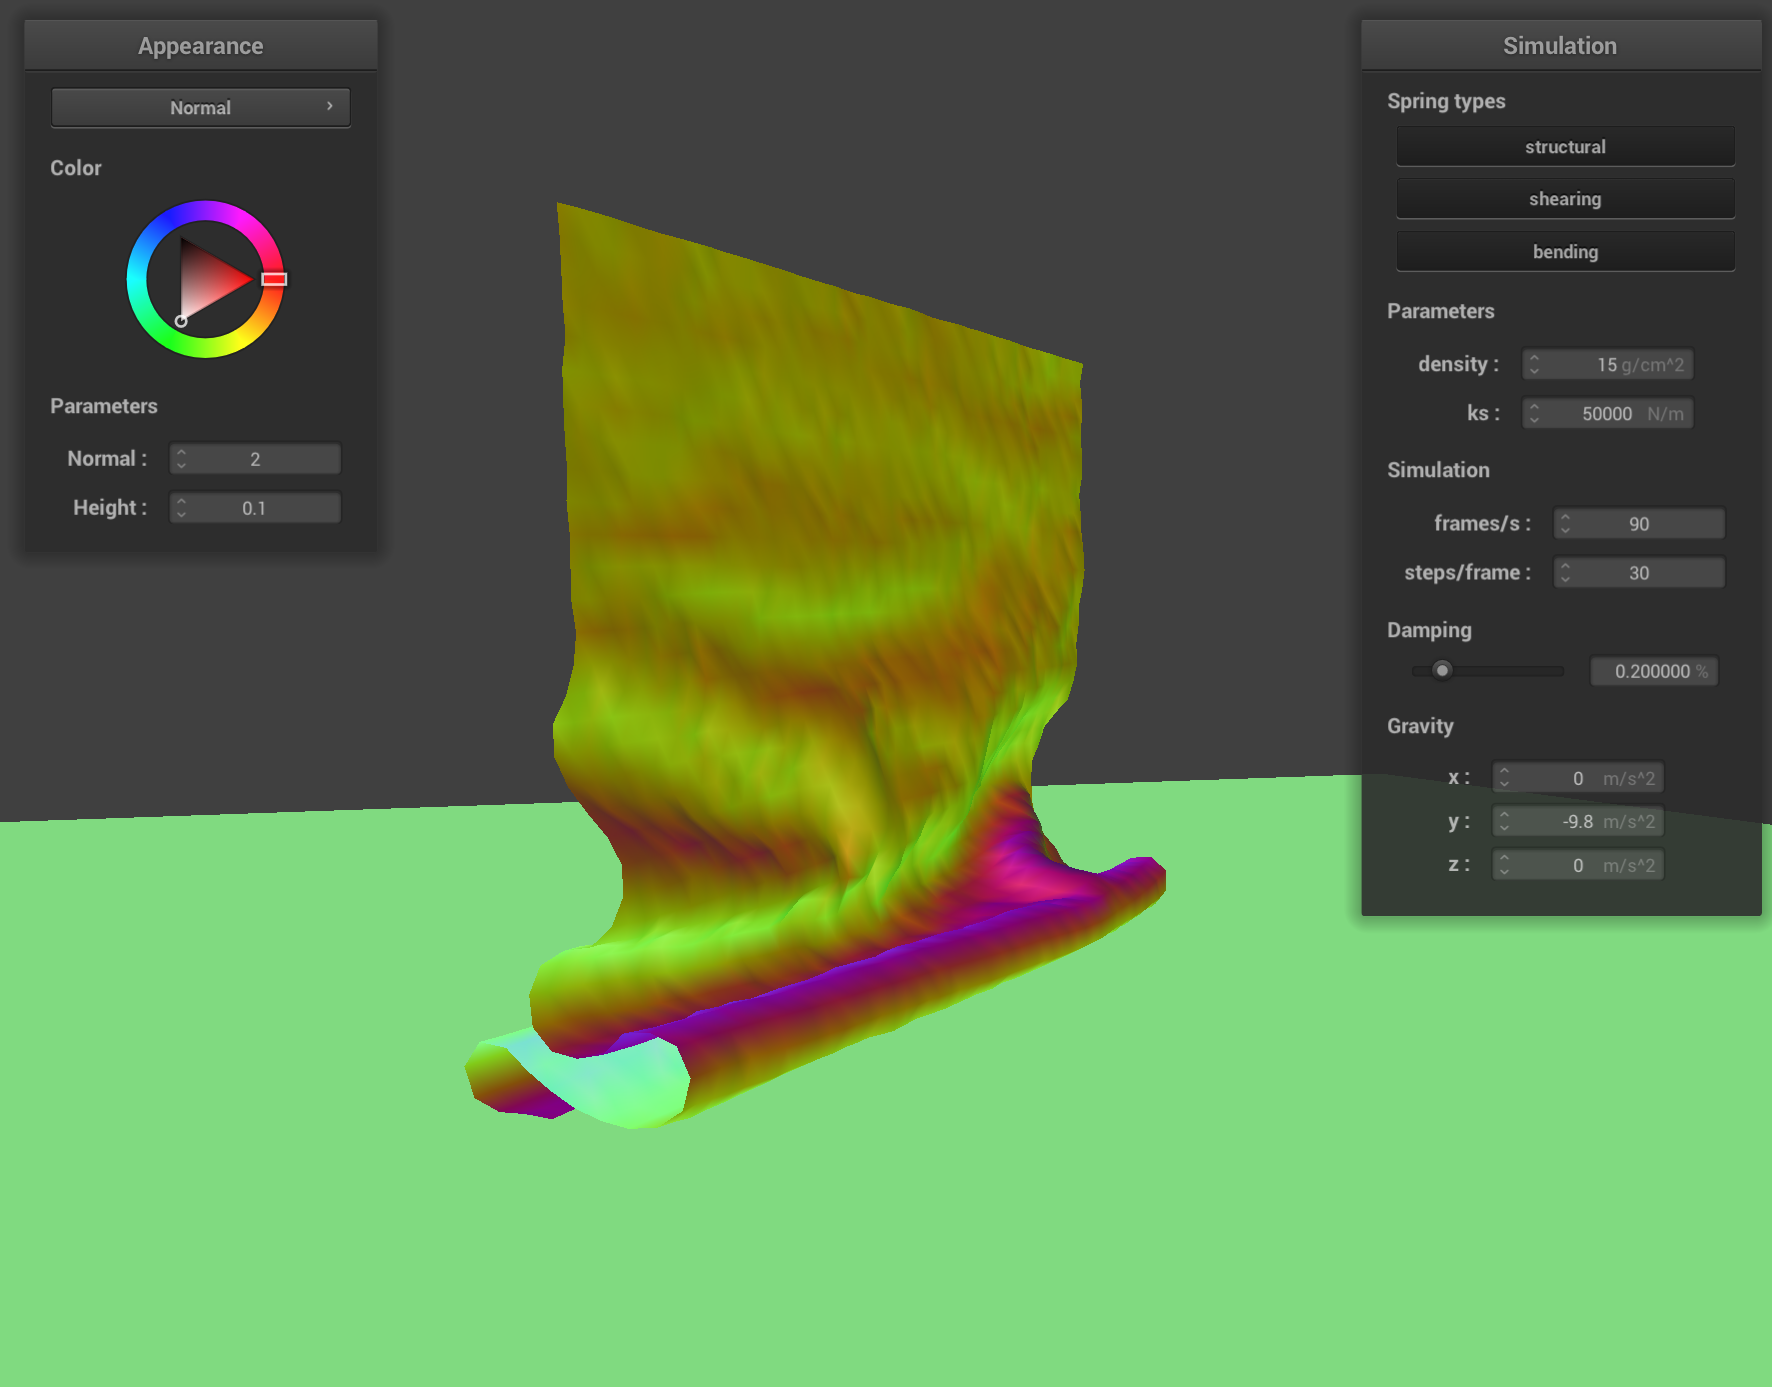 Appearance
Normal
Color
Parameters
Normal : 2
Height : 0.1
Simulation
Spring types
structural
shearing
bending
Parameters
density : 15 g/cm^2
ks : 50000 N/m
Simulation
frames/s : 90
steps/frame : 30
Damping
0.200000 %
Gravity
x : 0 m/s^2
y : -9.8 m/s^2
z : 0 m/s^2